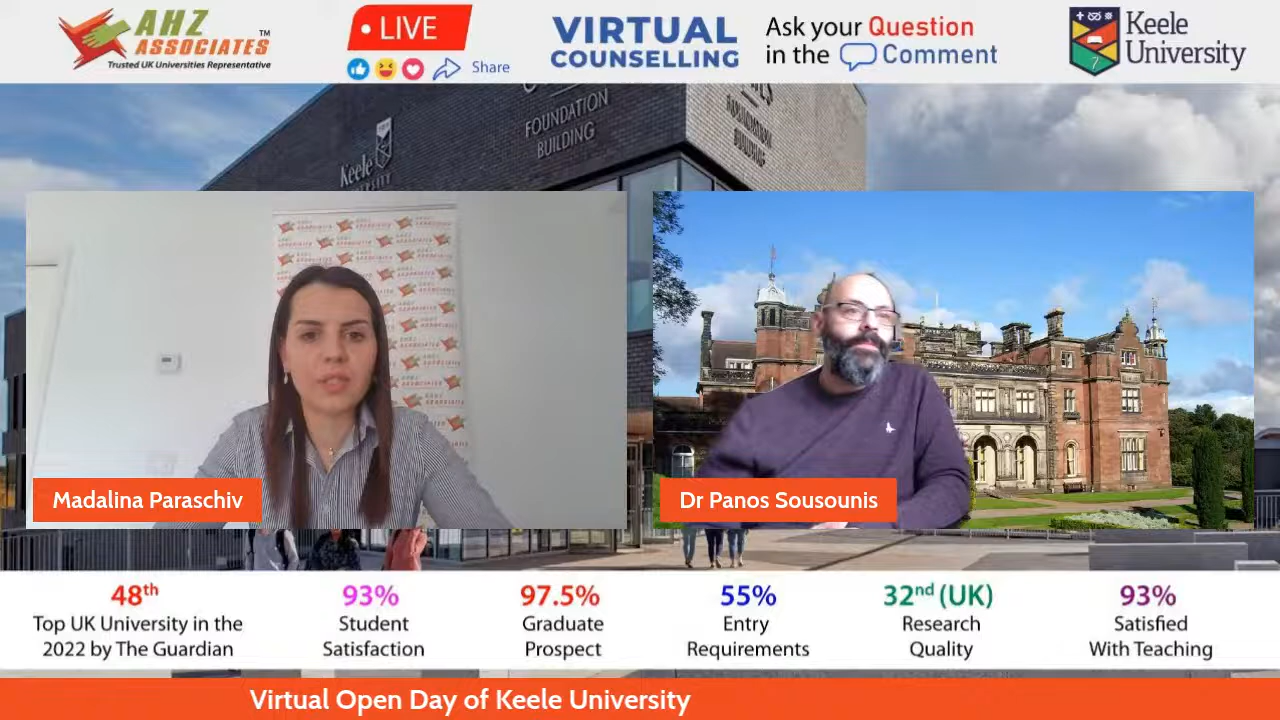 AHZ
ASSOCIATES
TM
Trusted UK Universities Representative
LIVE
Share
VIRTUAL
COUNSELLING
Ask your Question
in the Comment
Keele
University
FOUNDATION
BUILDING
FOUNDATION
BUILDING
Keele
UNIVERSITY
Madalina Paraschiv
Dr Panos Sousounis
48th
Top UK University in the
2022 by The Guardian
93%
Student
Satisfaction
97.5%
Graduate
Prospect
55%
Entry
Requirements
32nd (UK)
Research
Quality
93%
Satisfied
With Teaching
Virtual Open Day of Keele University